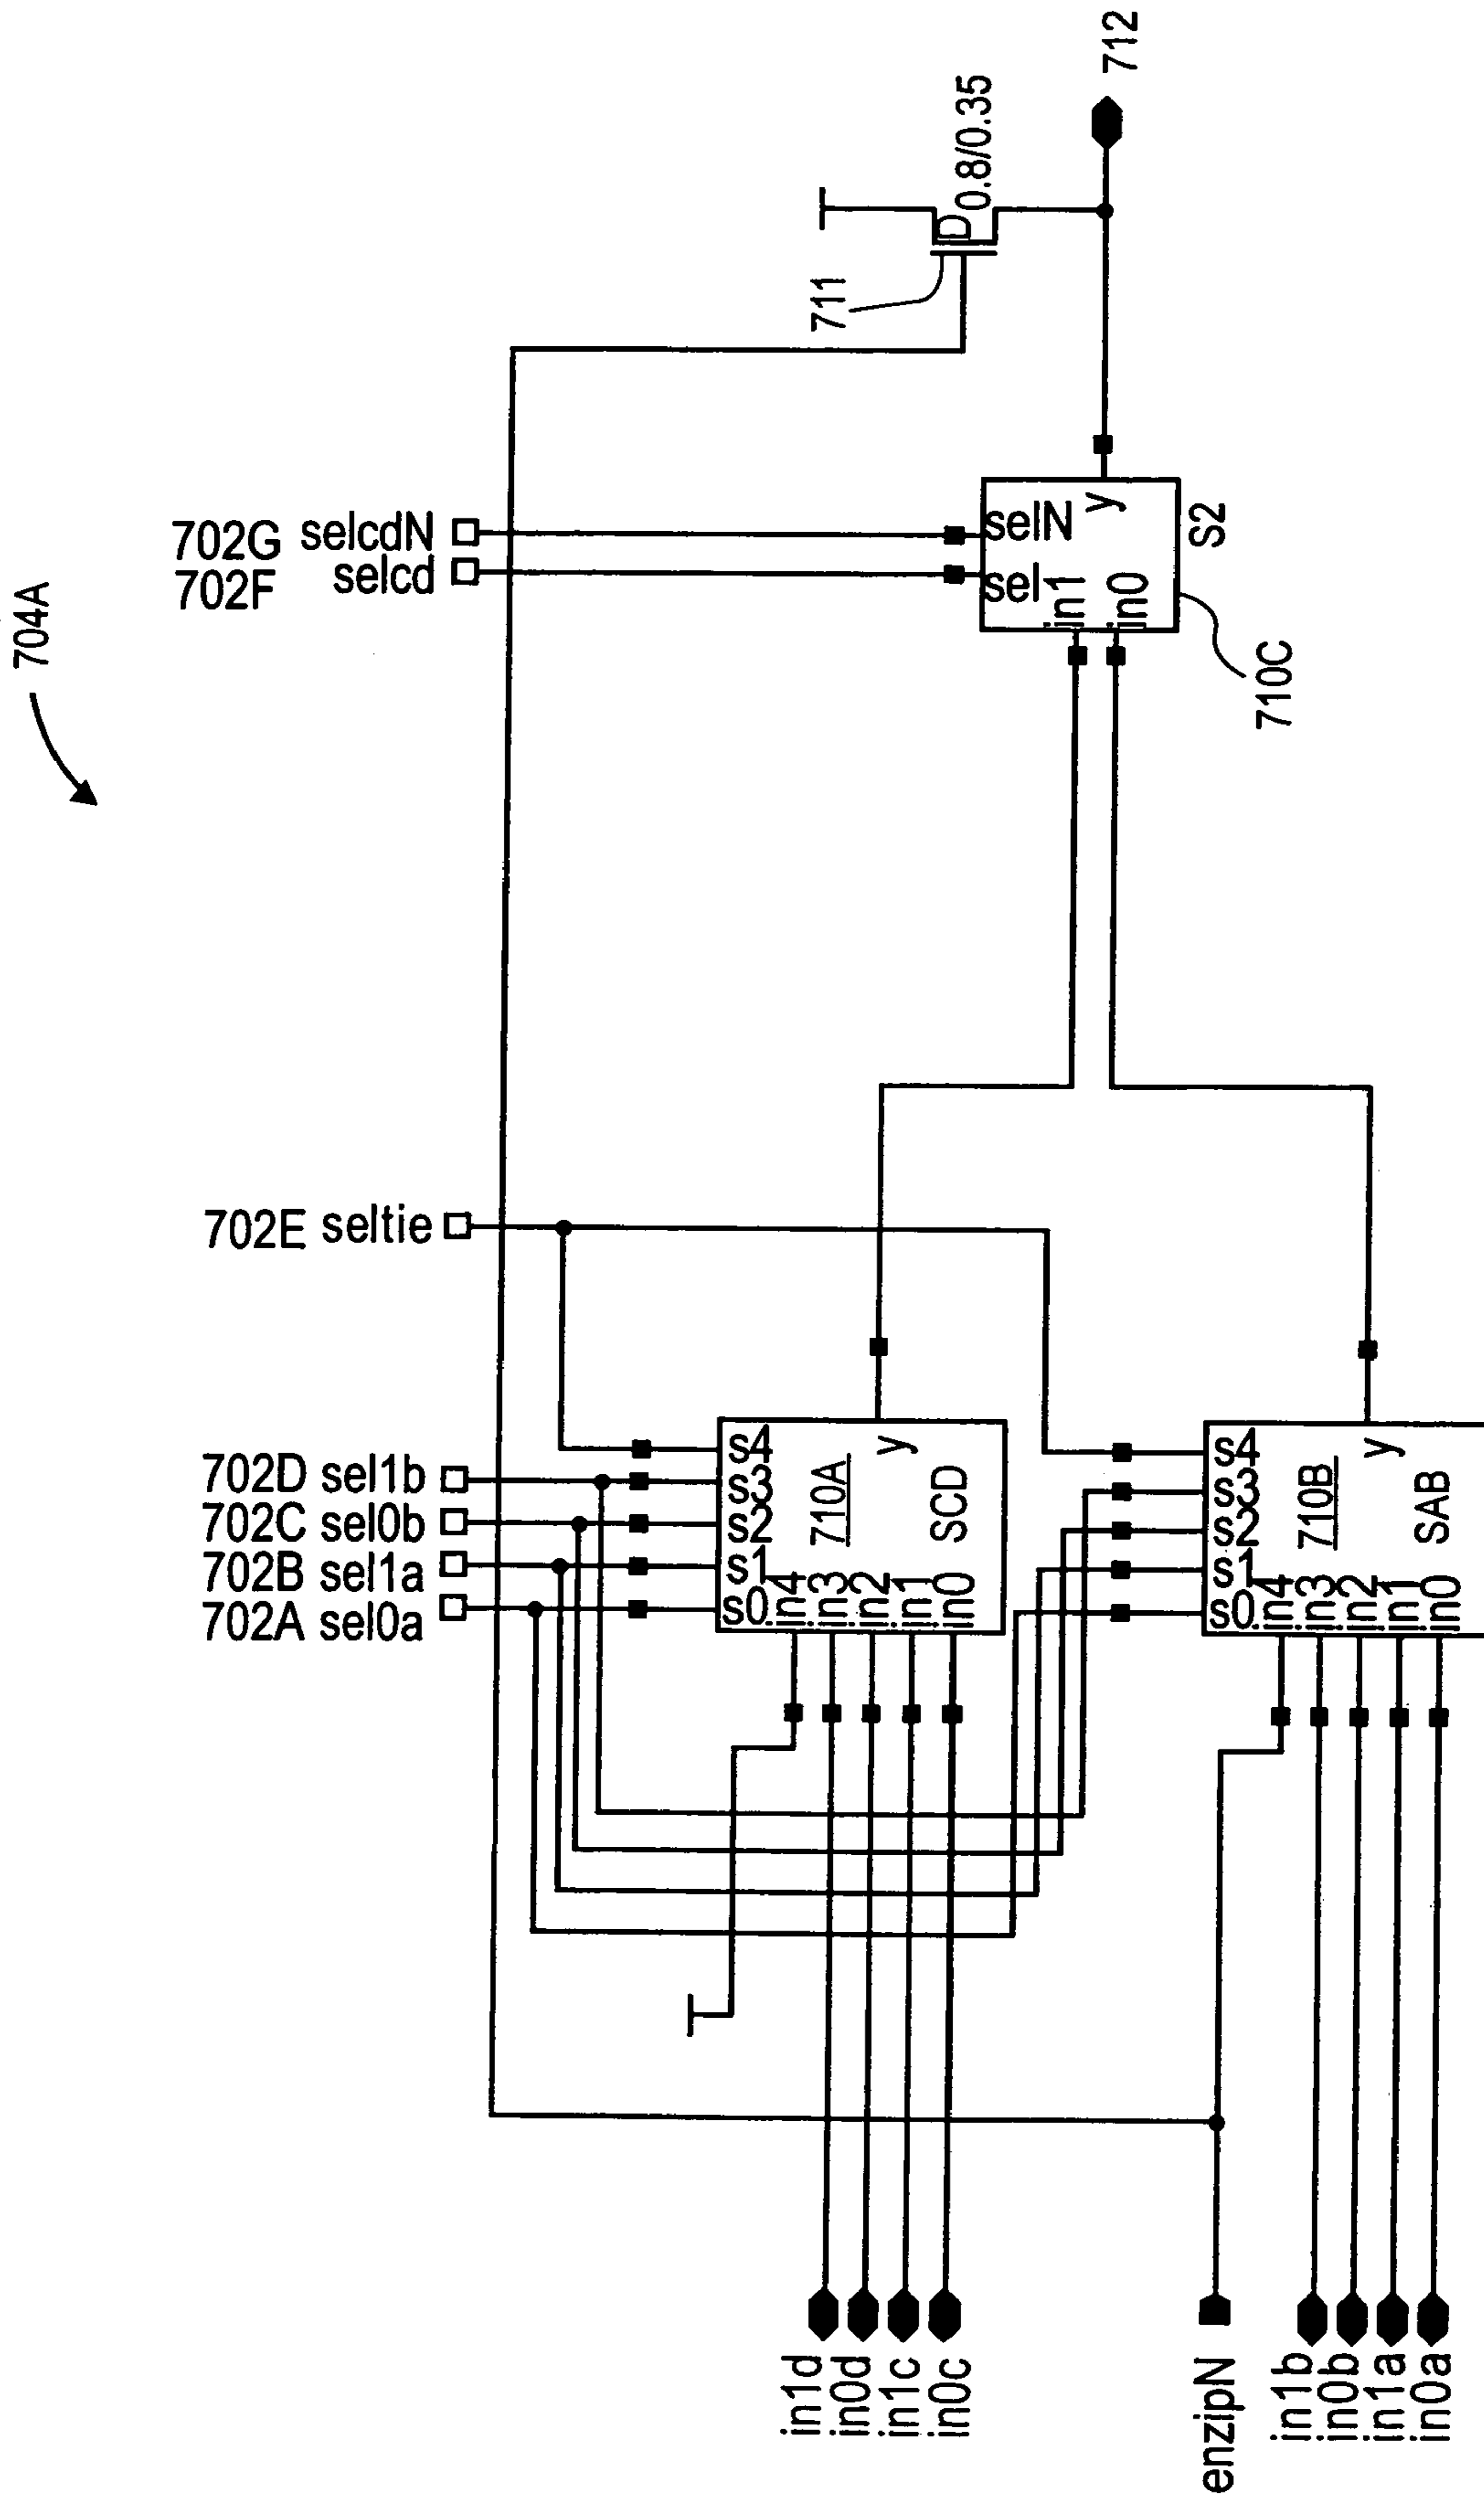 704A
702G selcdN
702F selcd
702E seltie
702D sel1b
702C sel0b
702B sel1a
702A sel0a
712
0.8/0.35
D
711
selN
sel
in1
in0
y
S2
710C
s4
s3
s2
s1
s0
in4
in3
in2
in1
in0
y
710A
SCD
s4
s3
s2
s1
s0
in4
in3
in2
in1
in0
y
710B
SAB
in1d
in0d
in1c
in0c
enzipN
in1b
in0b
in1a
in0a